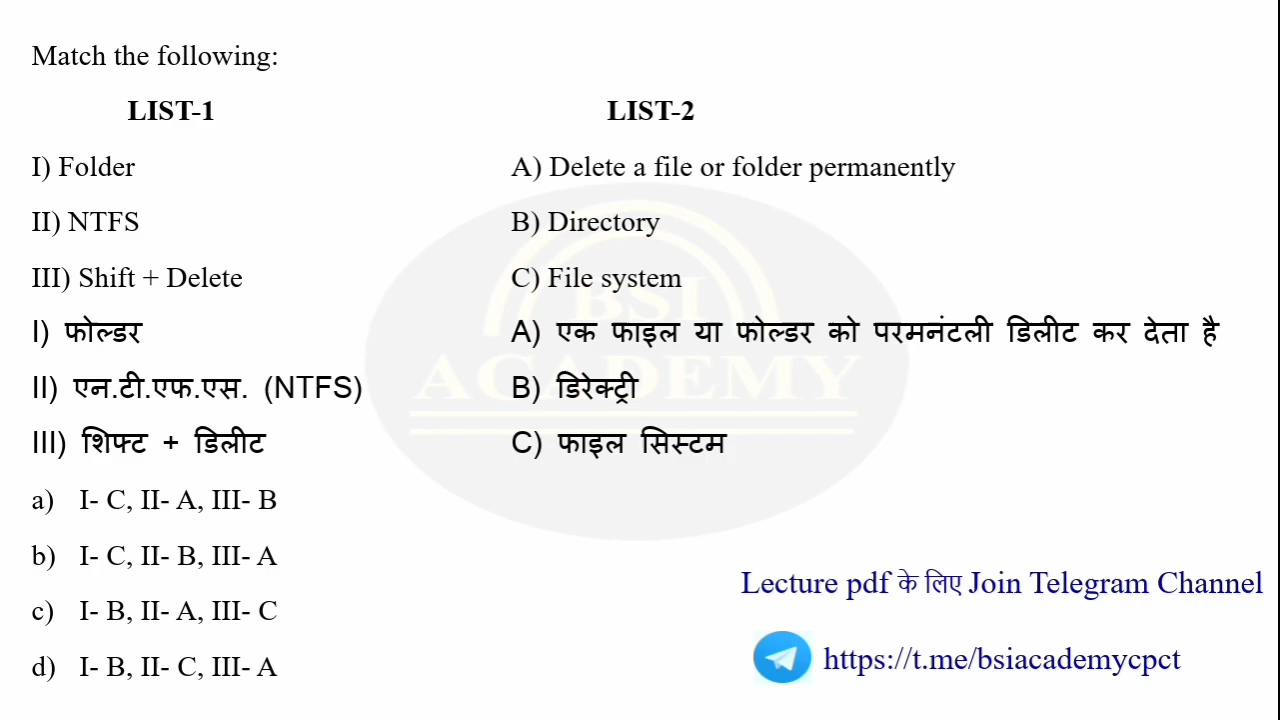 Match the following:
LIST-1 LIST-2
I) Folder A) Delete a file or folder permanently
II) NTFS B) Directory
III) Shift + Delete C) File system
I) फोल्डर A) एक फाइल या फोल्डर को परमनंटली डिलीट कर देता है
II) एन.टी.एफ.एस. (NTFS) B) डिरेक्ट्री
III) शिफ्ट + डिलीट C) फाइल सिस्टम
BSI
ACADEMY
a) I- C, II- A, III- B
b) I- C, II- B, III- A
c) I- B, II- A, III- C
d) I- B, II- C, III- A
Lecture pdf के लिए Join Telegram Channel
https://t.me/bsiacademycpct